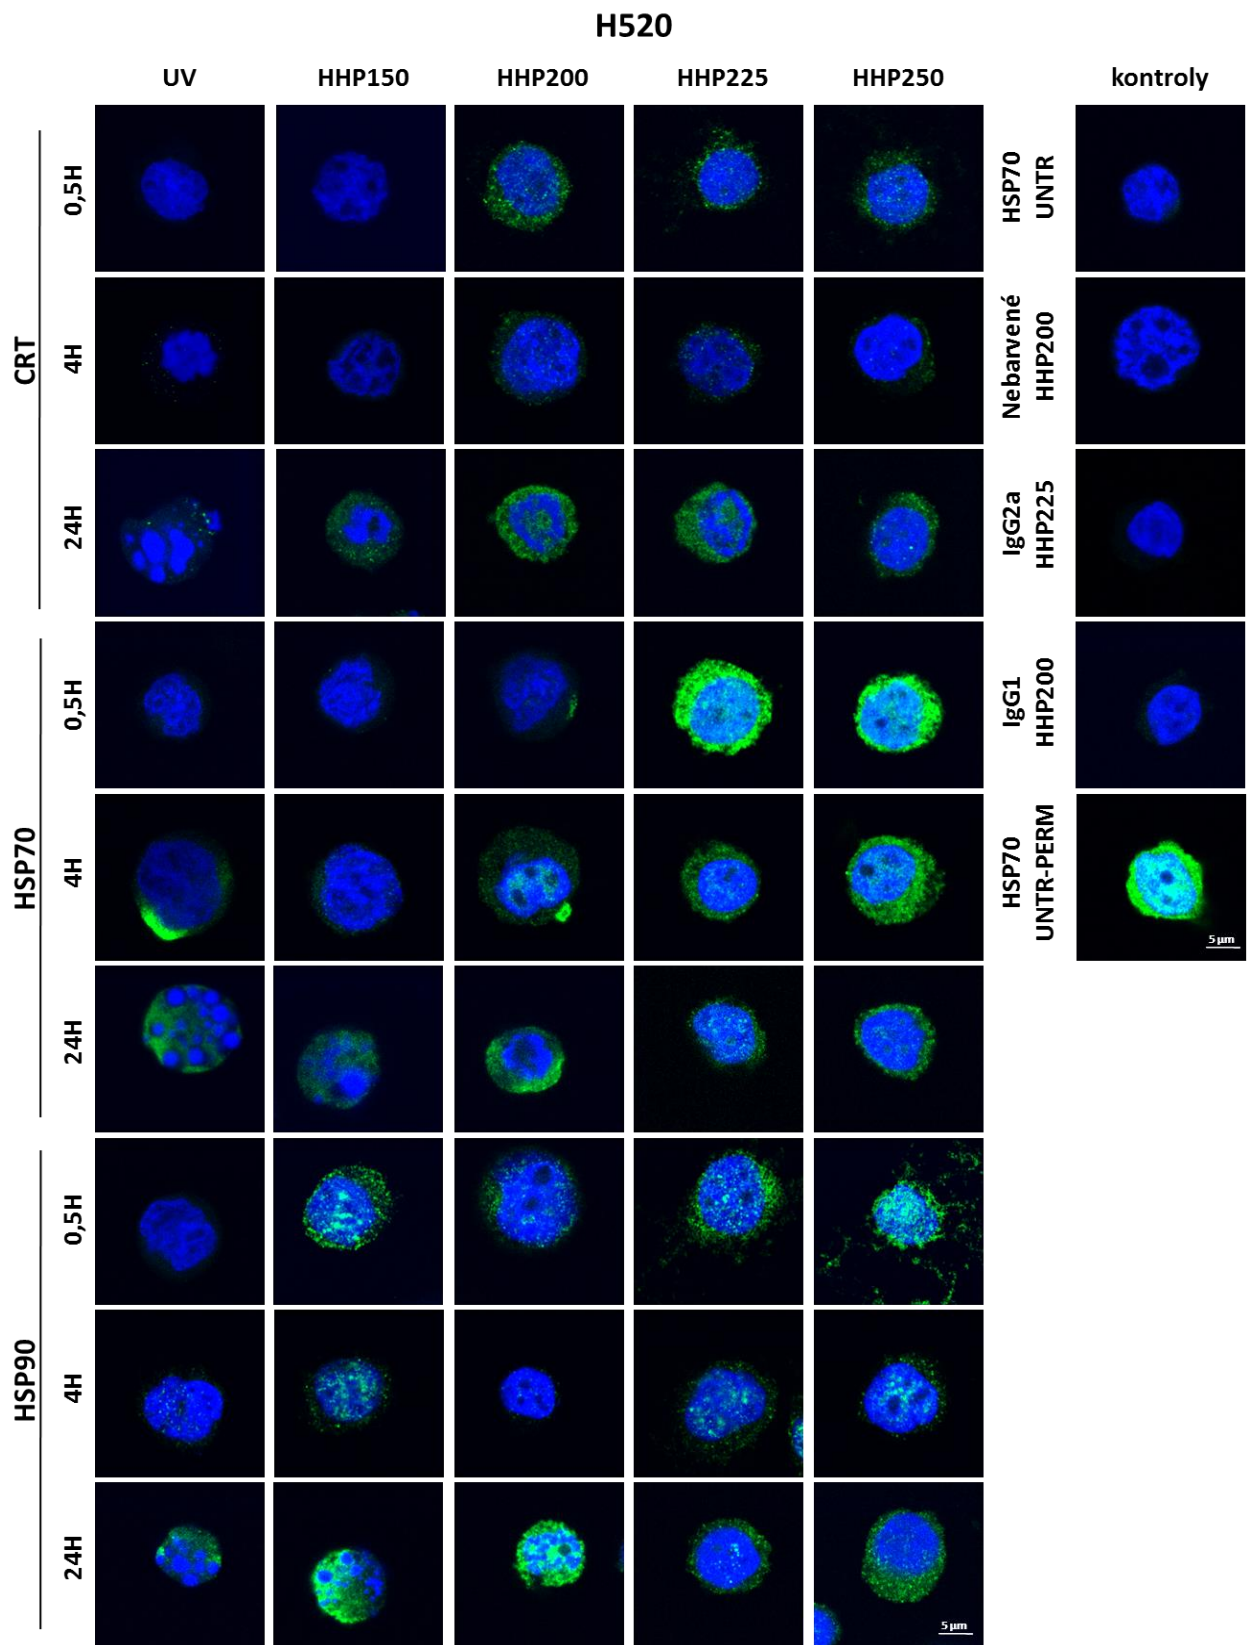 H520
UV HHP150 HHP200 HHP225 HHP250 kontroly
CRT
0,5H
4H
24H
HSP70
0,5H
4H
24H
HSP90
0,5H
4H
24H
HSP70
UNTR
Nebarvené
HHP200
IgG2a
HHP225
IgG1
HHP200
HSP70
UNTR-PERM
5 µm
5 µm